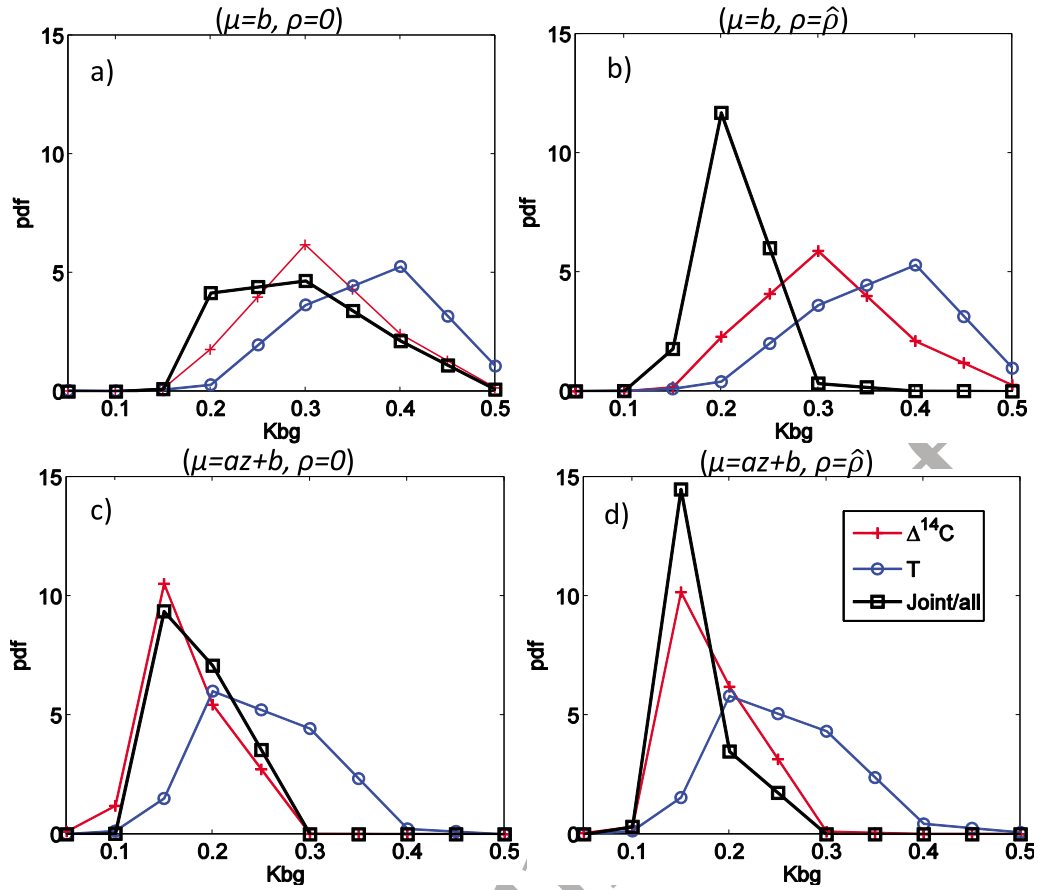 (μ=b, ρ=0)
a)
15
10
5
0
pdf
0.1 0.2 0.3 0.4 0.5
Kbg
(μ=b, ρ=ρ̂)
b)
15
10
5
0
pdf
0.1 0.2 0.3 0.4 0.5
Kbg
(μ=az+b, ρ=0)
c)
15
10
5
0
pdf
0.1 0.2 0.3 0.4 0.5
Kbg
(μ=az+b, ρ=ρ̂)
d)
15
10
5
0
pdf
0.1 0.2 0.3 0.4 0.5
Kbg
Δ¹⁴C
T
Joint/all